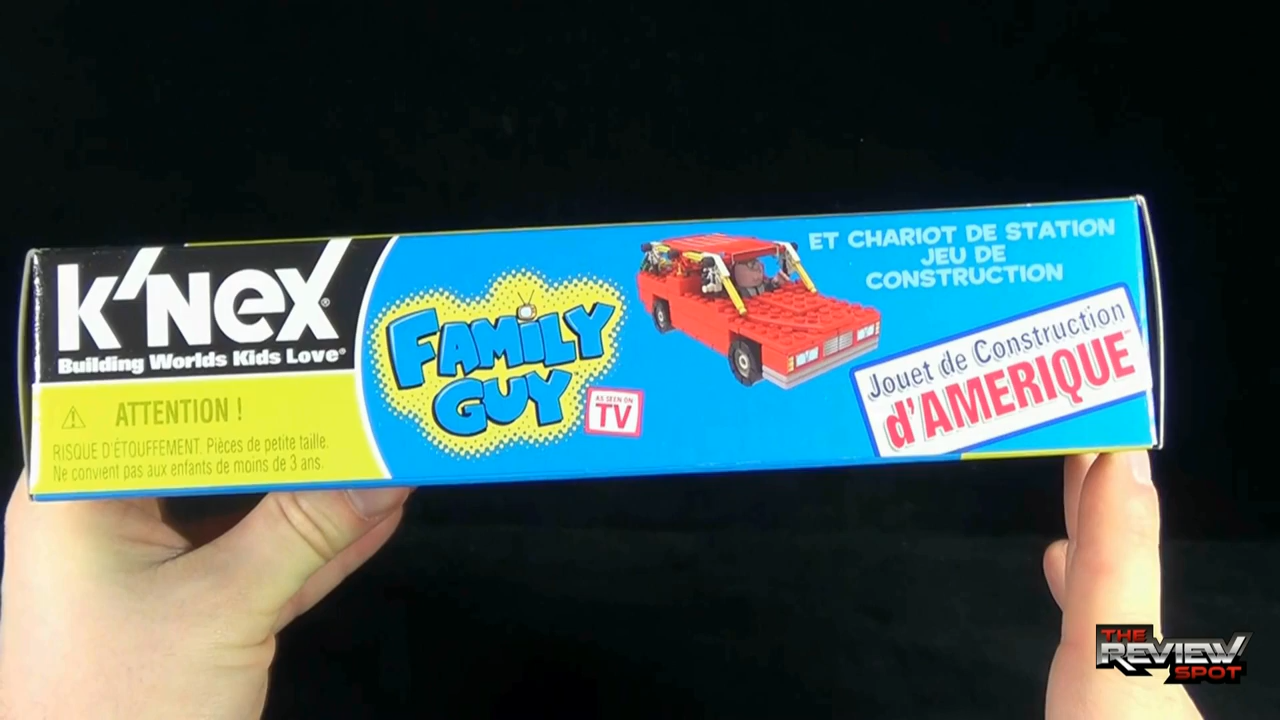 K'NEX®
Building Worlds Kids Love®
ATTENTION !
RISQUE D'ÉTOUFFEMENT. Pièces de petite taille.
Ne convient pas aux enfants de moins de 3 ans.
FAMILY
GUY
AS SEEN ON
TV
ET CHARIOT DE STATION
JEU DE
CONSTRUCTION
Jouet de Construction
d'AMERIQUE
THE
REVIEW
SPOT